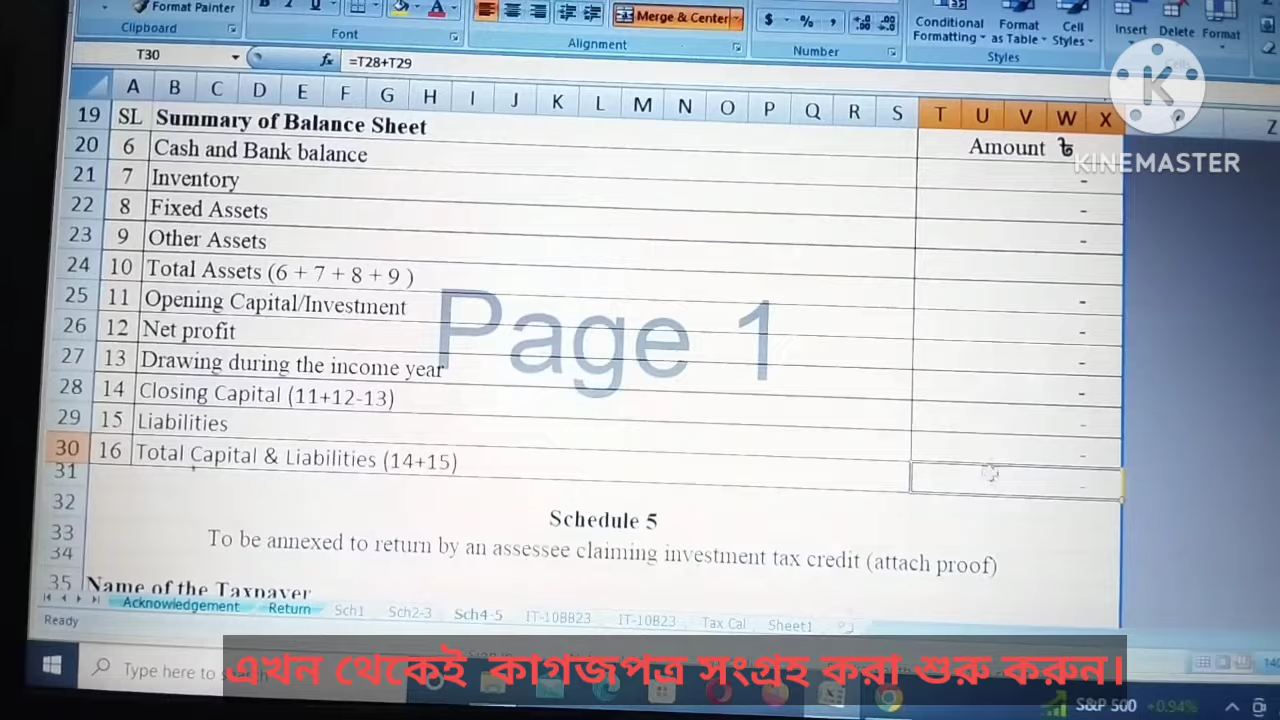 Format Painter
Merge & Center
$ % ,
Conditional Formatting
Format as Table
Cell Styles
Insert Delete Format
Clipboard Font Alignment Number Styles
T30 fx =T28+T29
A B C D E F G H I J K L M N O P Q R S T U V W X Z
19 SL Summary of Balance Sheet
20 6 Cash and Bank balance Amount ৳
21 7 Inventory -
22 8 Fixed Assets -
23 9 Other Assets -
24 10 Total Assets (6 + 7 + 8 + 9 )
25 11 Opening Capital/Investment -
26 12 Net profit -
27 13 Drawing during the income year -
28 14 Closing Capital (11+12-13) -
29 15 Liabilities -
30 16 Total Capital & Liabilities (14+15) -
31 -
32 Schedule 5
33 To be annexed to return by an assessee claiming investment tax credit (attach proof)
34
35 Name of the Taxpayer
Page 1
K
KINEMASTER
Acknowledgement Return Sch1 Sch2-3 Sch4-5 IT-10BB23 IT-10B23 Tax Cal Sheet1
Ready
এখন থেকেই কাগজপত্র সংগ্রহ করা শুরু করুন।
Type here to
S&P 500 +0.94%